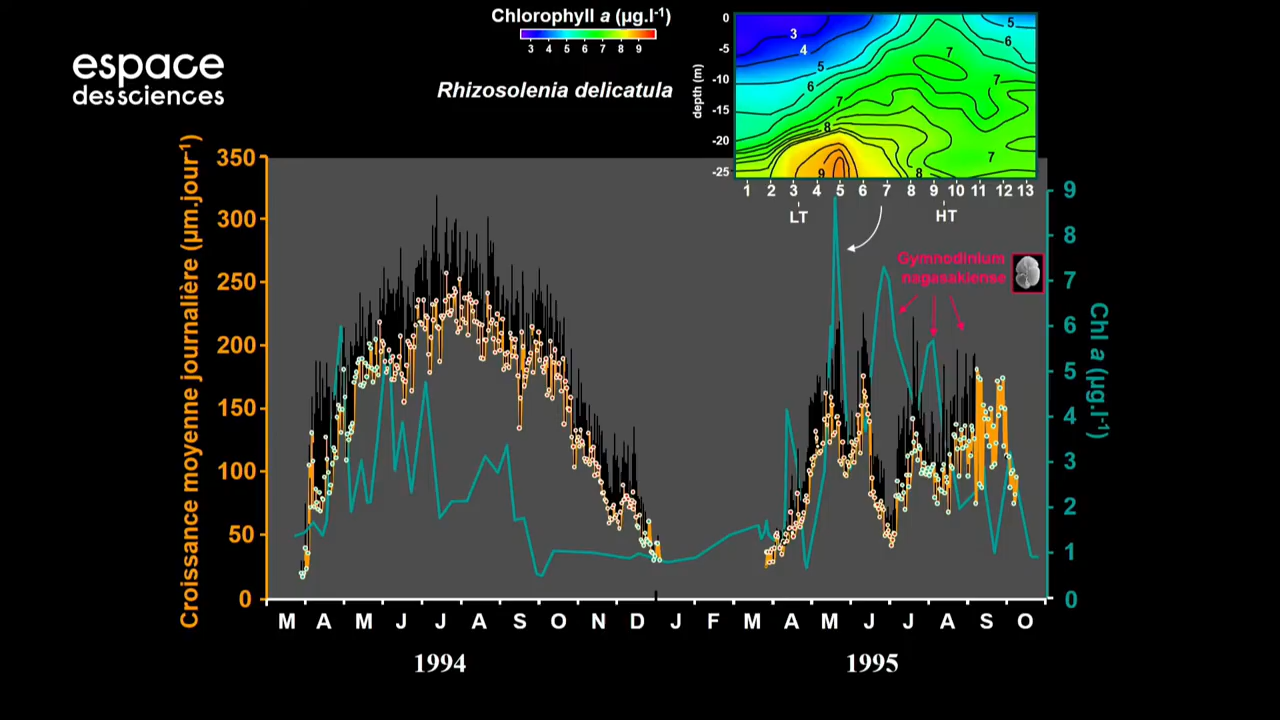 espace
des sciences
Chlorophyll a (µg.l-1)
3 4 5 6 7 8 9
Rhizosolenia delicatula
depth (m)
0
-5
-10
-15
-20
-25
3
4
5
6
7
8
9
5
6
7
7
7
8
1 2 3 4 5 6 7 8 9 10 11 12 13
LT
HT
Gymnodinium
nagasakiense
Croissance moyenne journalière (µm.jour-1)
350
300
250
200
150
100
50
0
Chl a (µg.l-1)
9
8
7
6
5
4
3
2
1
0
M A M J J A S O N D J F M A M J J A S O
1994
1995